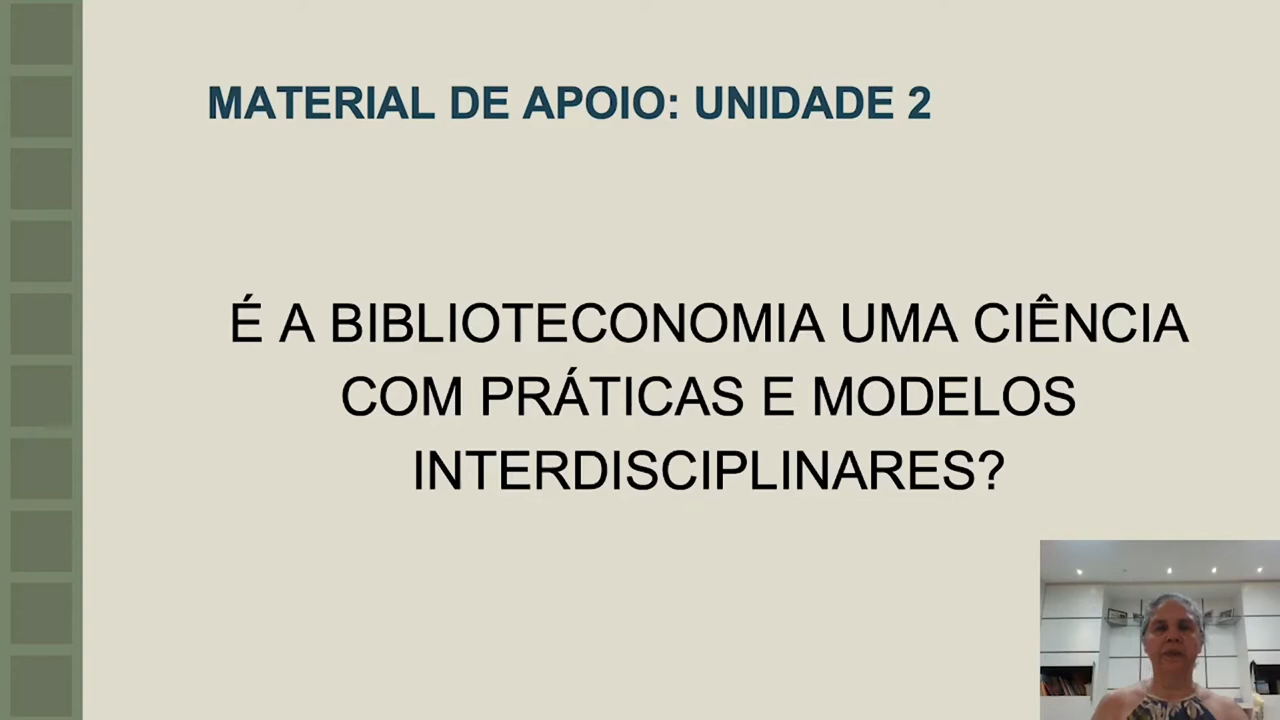 MATERIAL DE APOIO: UNIDADE 2
É A BIBLIOTECONOMIA UMA CIÊNCIA
COM PRÁTICAS E MODELOS
INTERDISCIPLINARES?